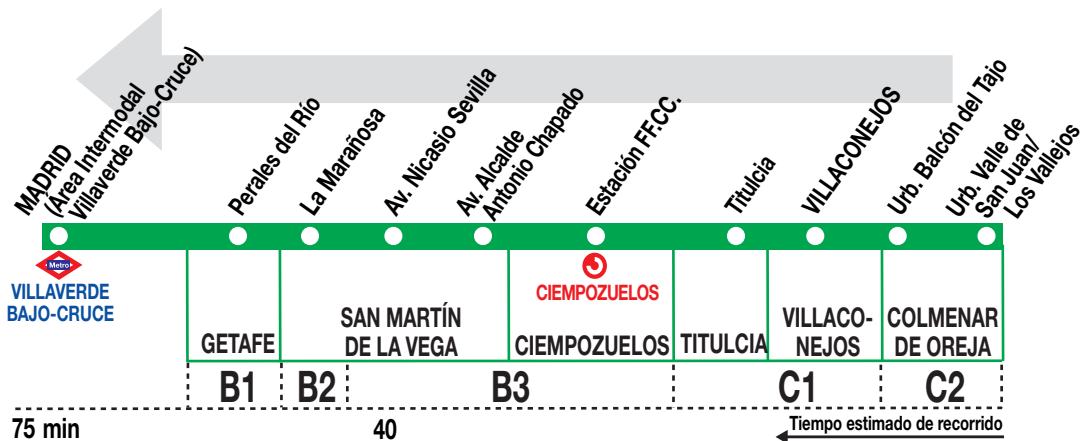 MADRID
(Área Intermodal
Villaverde Bajo-Cruce)
Perales del Río
La Marañosa
Av. Nicasio Sevilla
Av. Alcalde
Antonio Chapado
Estación FF.CC.
Titulcia
VILLACONEJOS
Urb. Balcón del Tajo
Urb. Valle de
San Juan/
Los Vallejos
Metro
VILLAVERDE
BAJO-CRUCE
CIEMPOZUELOS
GETAFE
SAN MARTÍN
DE LA VEGA
CIEMPOZUELOS
TITULCIA
VILLACO-
NEJOS
COLMENAR
DE OREJA
B1
B2
B3
C1
C2
75 min
40
Tiempo estimado de recorrido